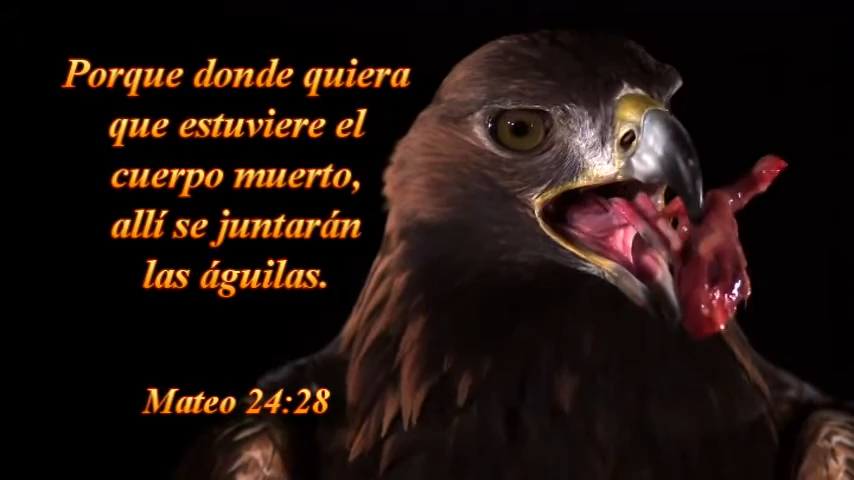 Porque donde quiera
que estuviere el
cuerpo muerto,
allí se juntarán
las águilas.
Mateo 24:28